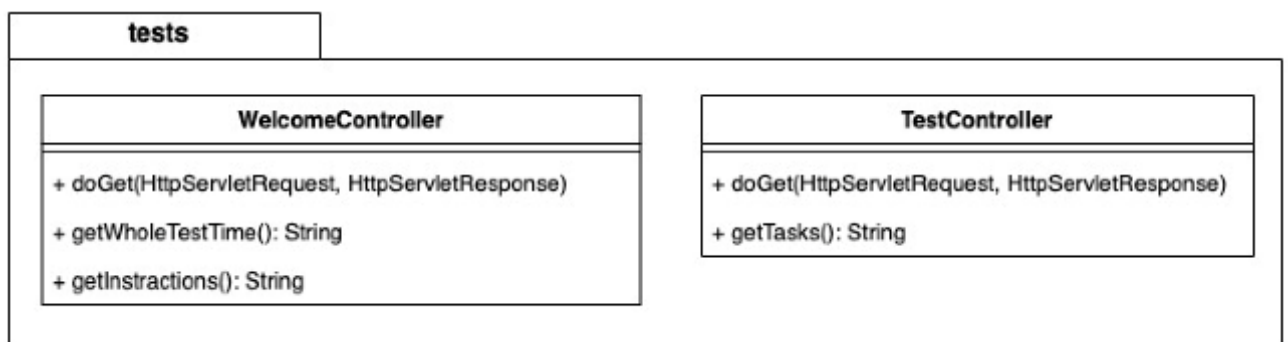 tests
WelcomeController
+ doGet(HttpServletRequest, HttpServletResponse)
+ getWholeTestTime(): String
+ getInstractions(): String
TestController
+ doGet(HttpServletRequest, HttpServletResponse)
+ getTasks(): String